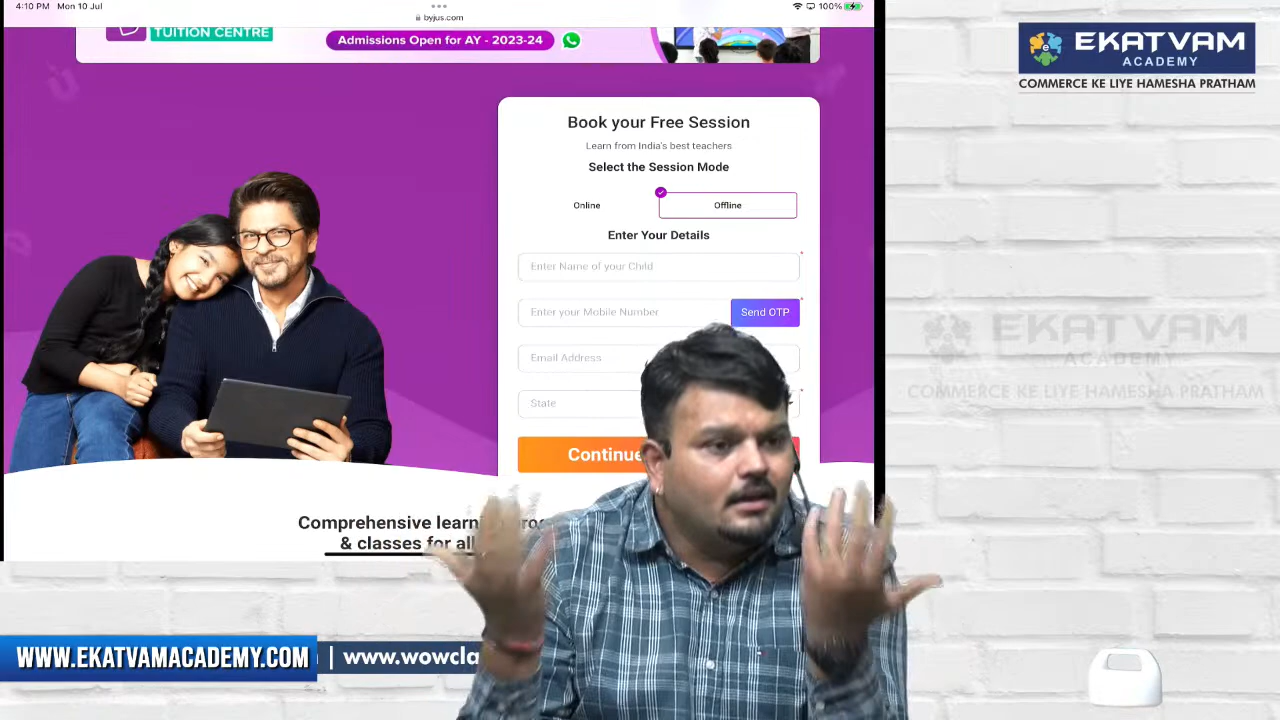 4:10 PM Mon 10 Jul
100%
byjus.com
TUITION CENTRE
Admissions Open for AY - 2023-24
EKATVAM
ACADEMY
COMMERCE KE LIYE HAMESHA PRATHAM
Book your Free Session
Learn from India's best teachers
Select the Session Mode
Online
Offline
Enter Your Details
Enter Name of your Child *
Enter your Mobile Number
Send OTP *
Email Address
State *
Continue
EKATVAM
ACADEMY
COMMERCE KE LIYE HAMESHA PRATHAM
Comprehensive learn
& classes for all
WWW.EKATVAMACADEMY.COM | www.wowcla